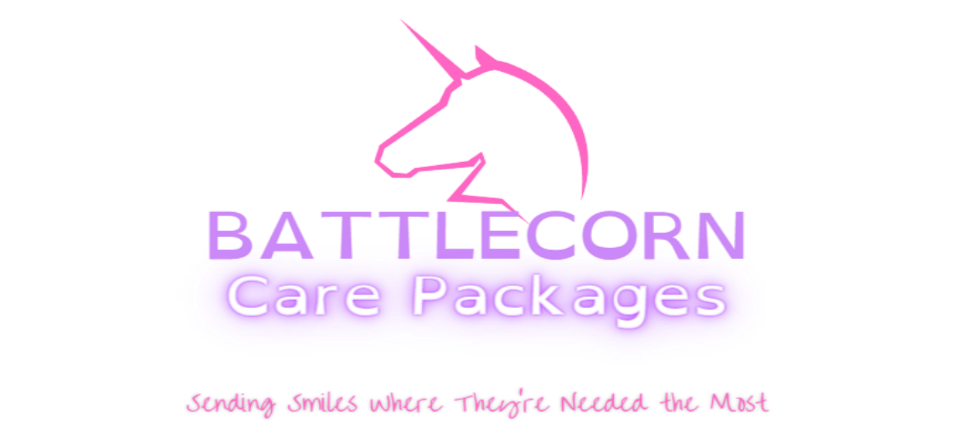 BATTLECORN
Care Packages
Sending Smiles Where They're Needed the Most